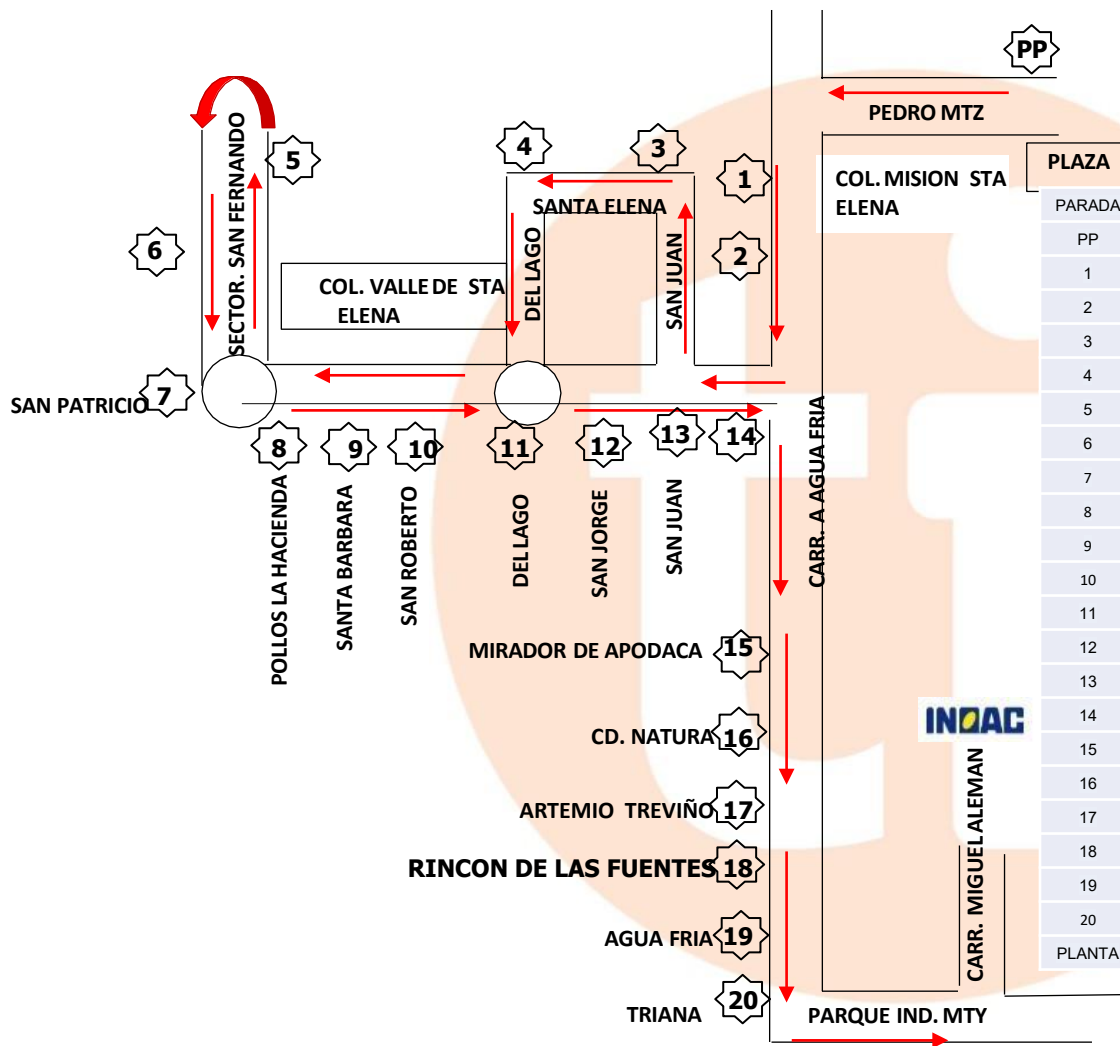 PP
PEDRO MTZ
4
3
1
5
COL. MISION STA
ELENA
PLAZA
SANTA ELENA
SECTOR. SAN FERNANDO
6
2
DEL LAGO
SAN JUAN
COL. VALLE DE STA
ELENA
SAN PATRICIO
7
8
9
10
11
12
13
14
CARR. A AGUA FRIA
POLLOS LA HACIENDA
SANTA BARBARA
SAN ROBERTO
DEL LAGO
SAN JORGE
SAN JUAN
MIRADOR DE APODACA
15
CD. NATURA
16
INOAC
ARTEMIO TREVIÑO
17
RINCON DE LAS FUENTES
18
CARR. MIGUEL ALEMAN
AGUA FRIA
19
TRIANA
20
PARQUE IND. MTY
PARADA
PP
1
2
3
4
5
6
7
8
9
10
11
12
13
14
15
16
17
18
19
20
PLANTA